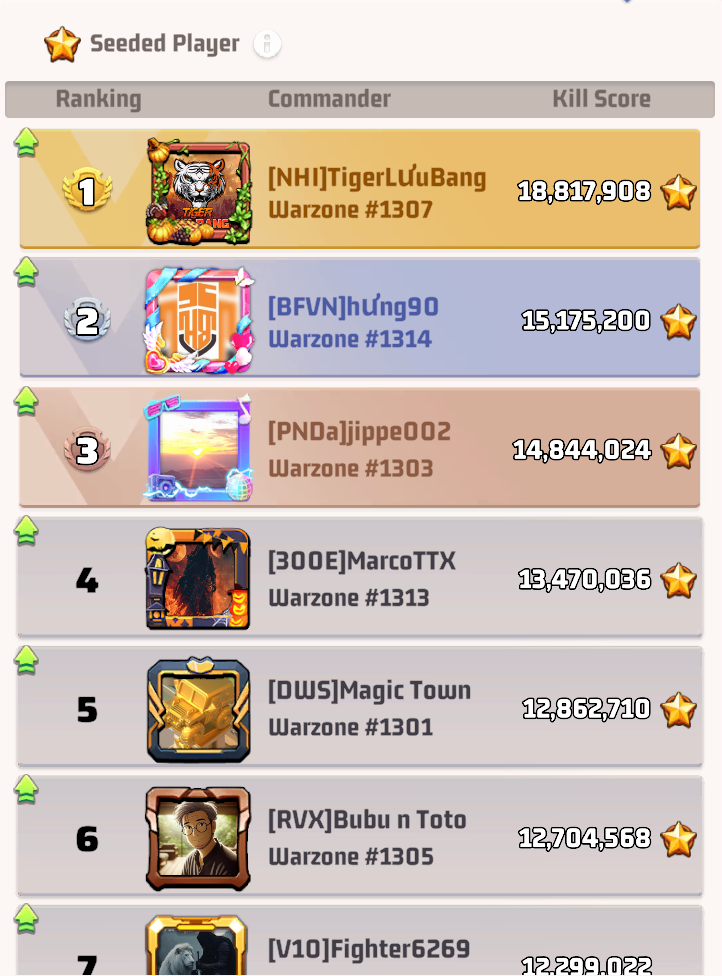 Seeded Player
Ranking Commander Kill Score
1 [NHI]TigerLưuBang 18,817,908
Warzone #1307
TIGER
BANG
2 [BFVN]hưng90 15,175,200
Warzone #1314
3 [PNDa]jippe002 14,844,024
Warzone #1303
4 [300E]MarcoTTX 13,470,036
Warzone #1313
5 [DWS]Magic Town 12,862,710
Warzone #1301
6 [RVX]Bubu n Toto 12,704,568
Warzone #1305
7 [V10]Fighter6269 12,299,022